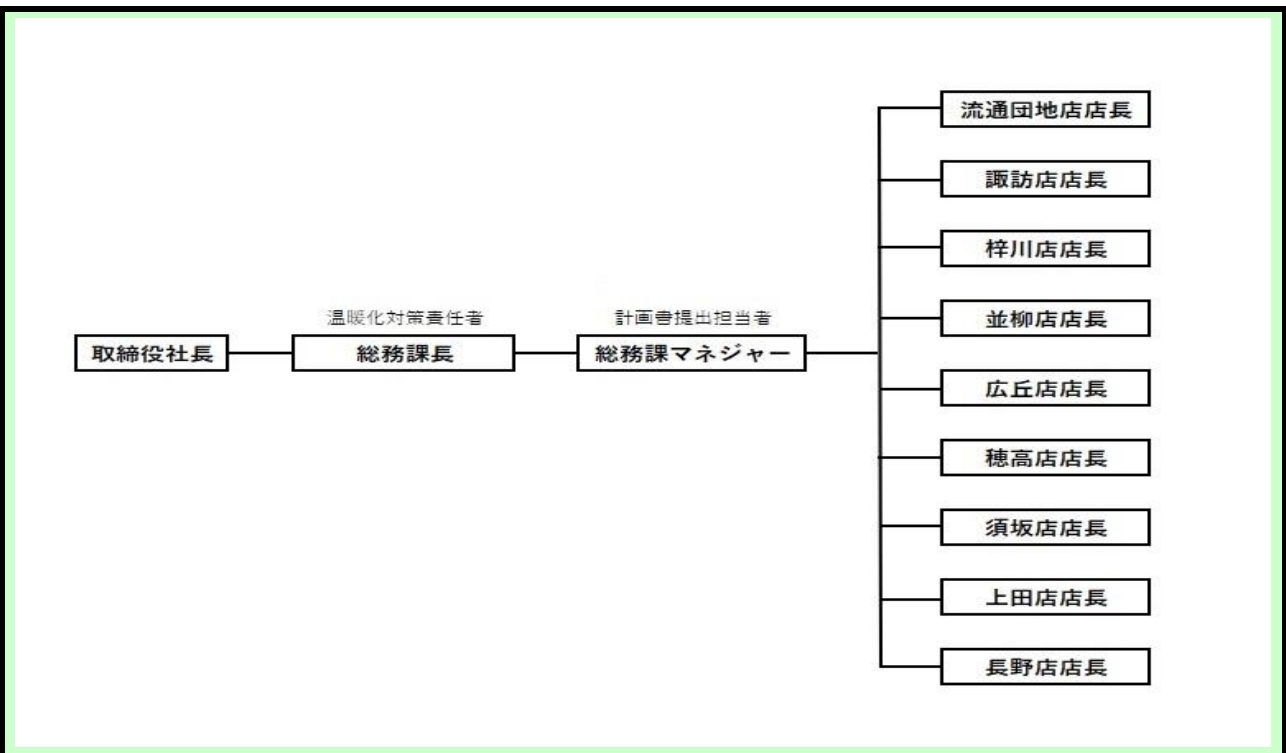 流通団地店店長
諏訪店店長
梓川店店長
並柳店店長
温暖化対策責任者
計画書提出担当者
取締役社長
総務課長
総務課マネジャー
広丘店店長
穂高店店長
須坂店店長
上田店店長
長野店店長